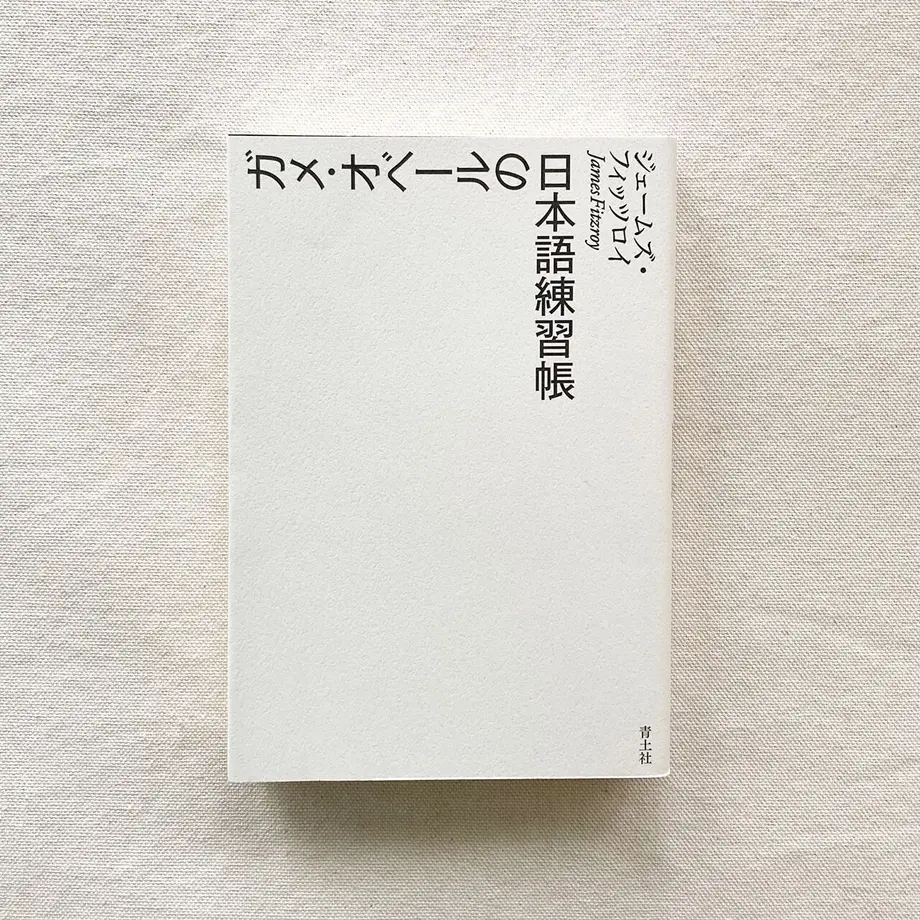 ガメ・オベールの
日本語練習帳
ジェームズ・
フィッツロイ
James Fitzroy
青土社